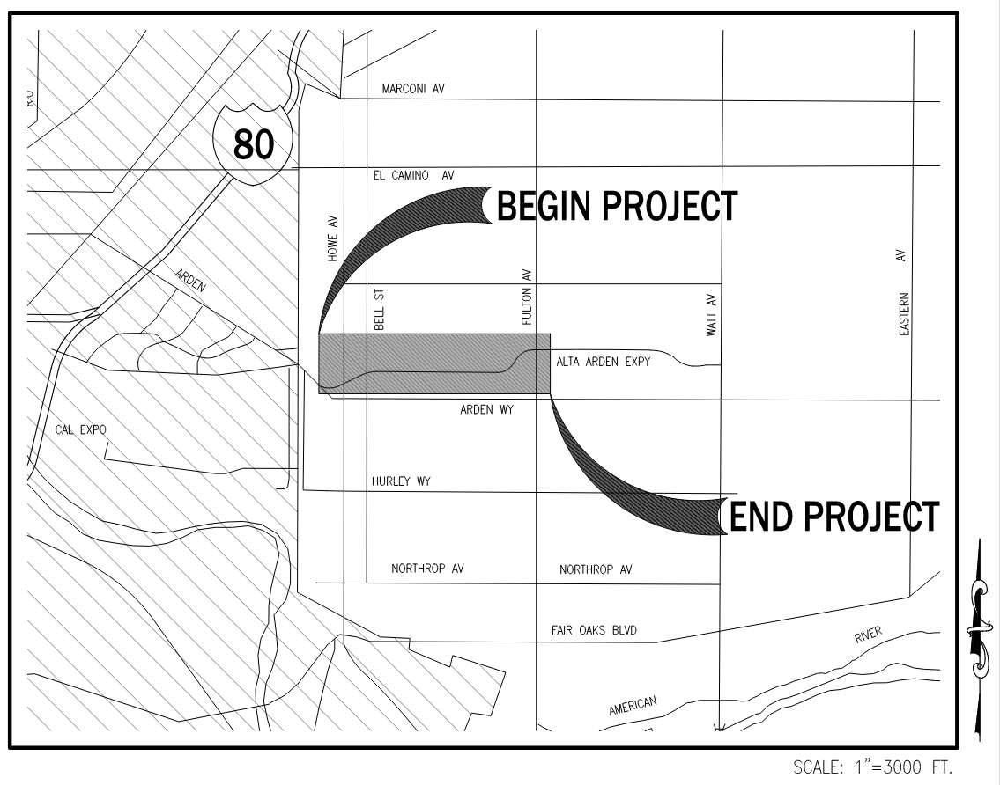 MARCONI AV
RIO
80
EL CAMINO AV
BEGIN PROJECT
HOWE AV
ARDEN
BELL ST
FULTON AV
WATT AV
EASTERN AV
ALTA ARDEN EXPY
ARDEN WY
CAL EXPO
HURLEY WY
END PROJECT
NORTHROP AV
NORTHROP AV
FAIR OAKS BLVD
RIVER
AMERICAN
SCALE: 1"=3000 FT.